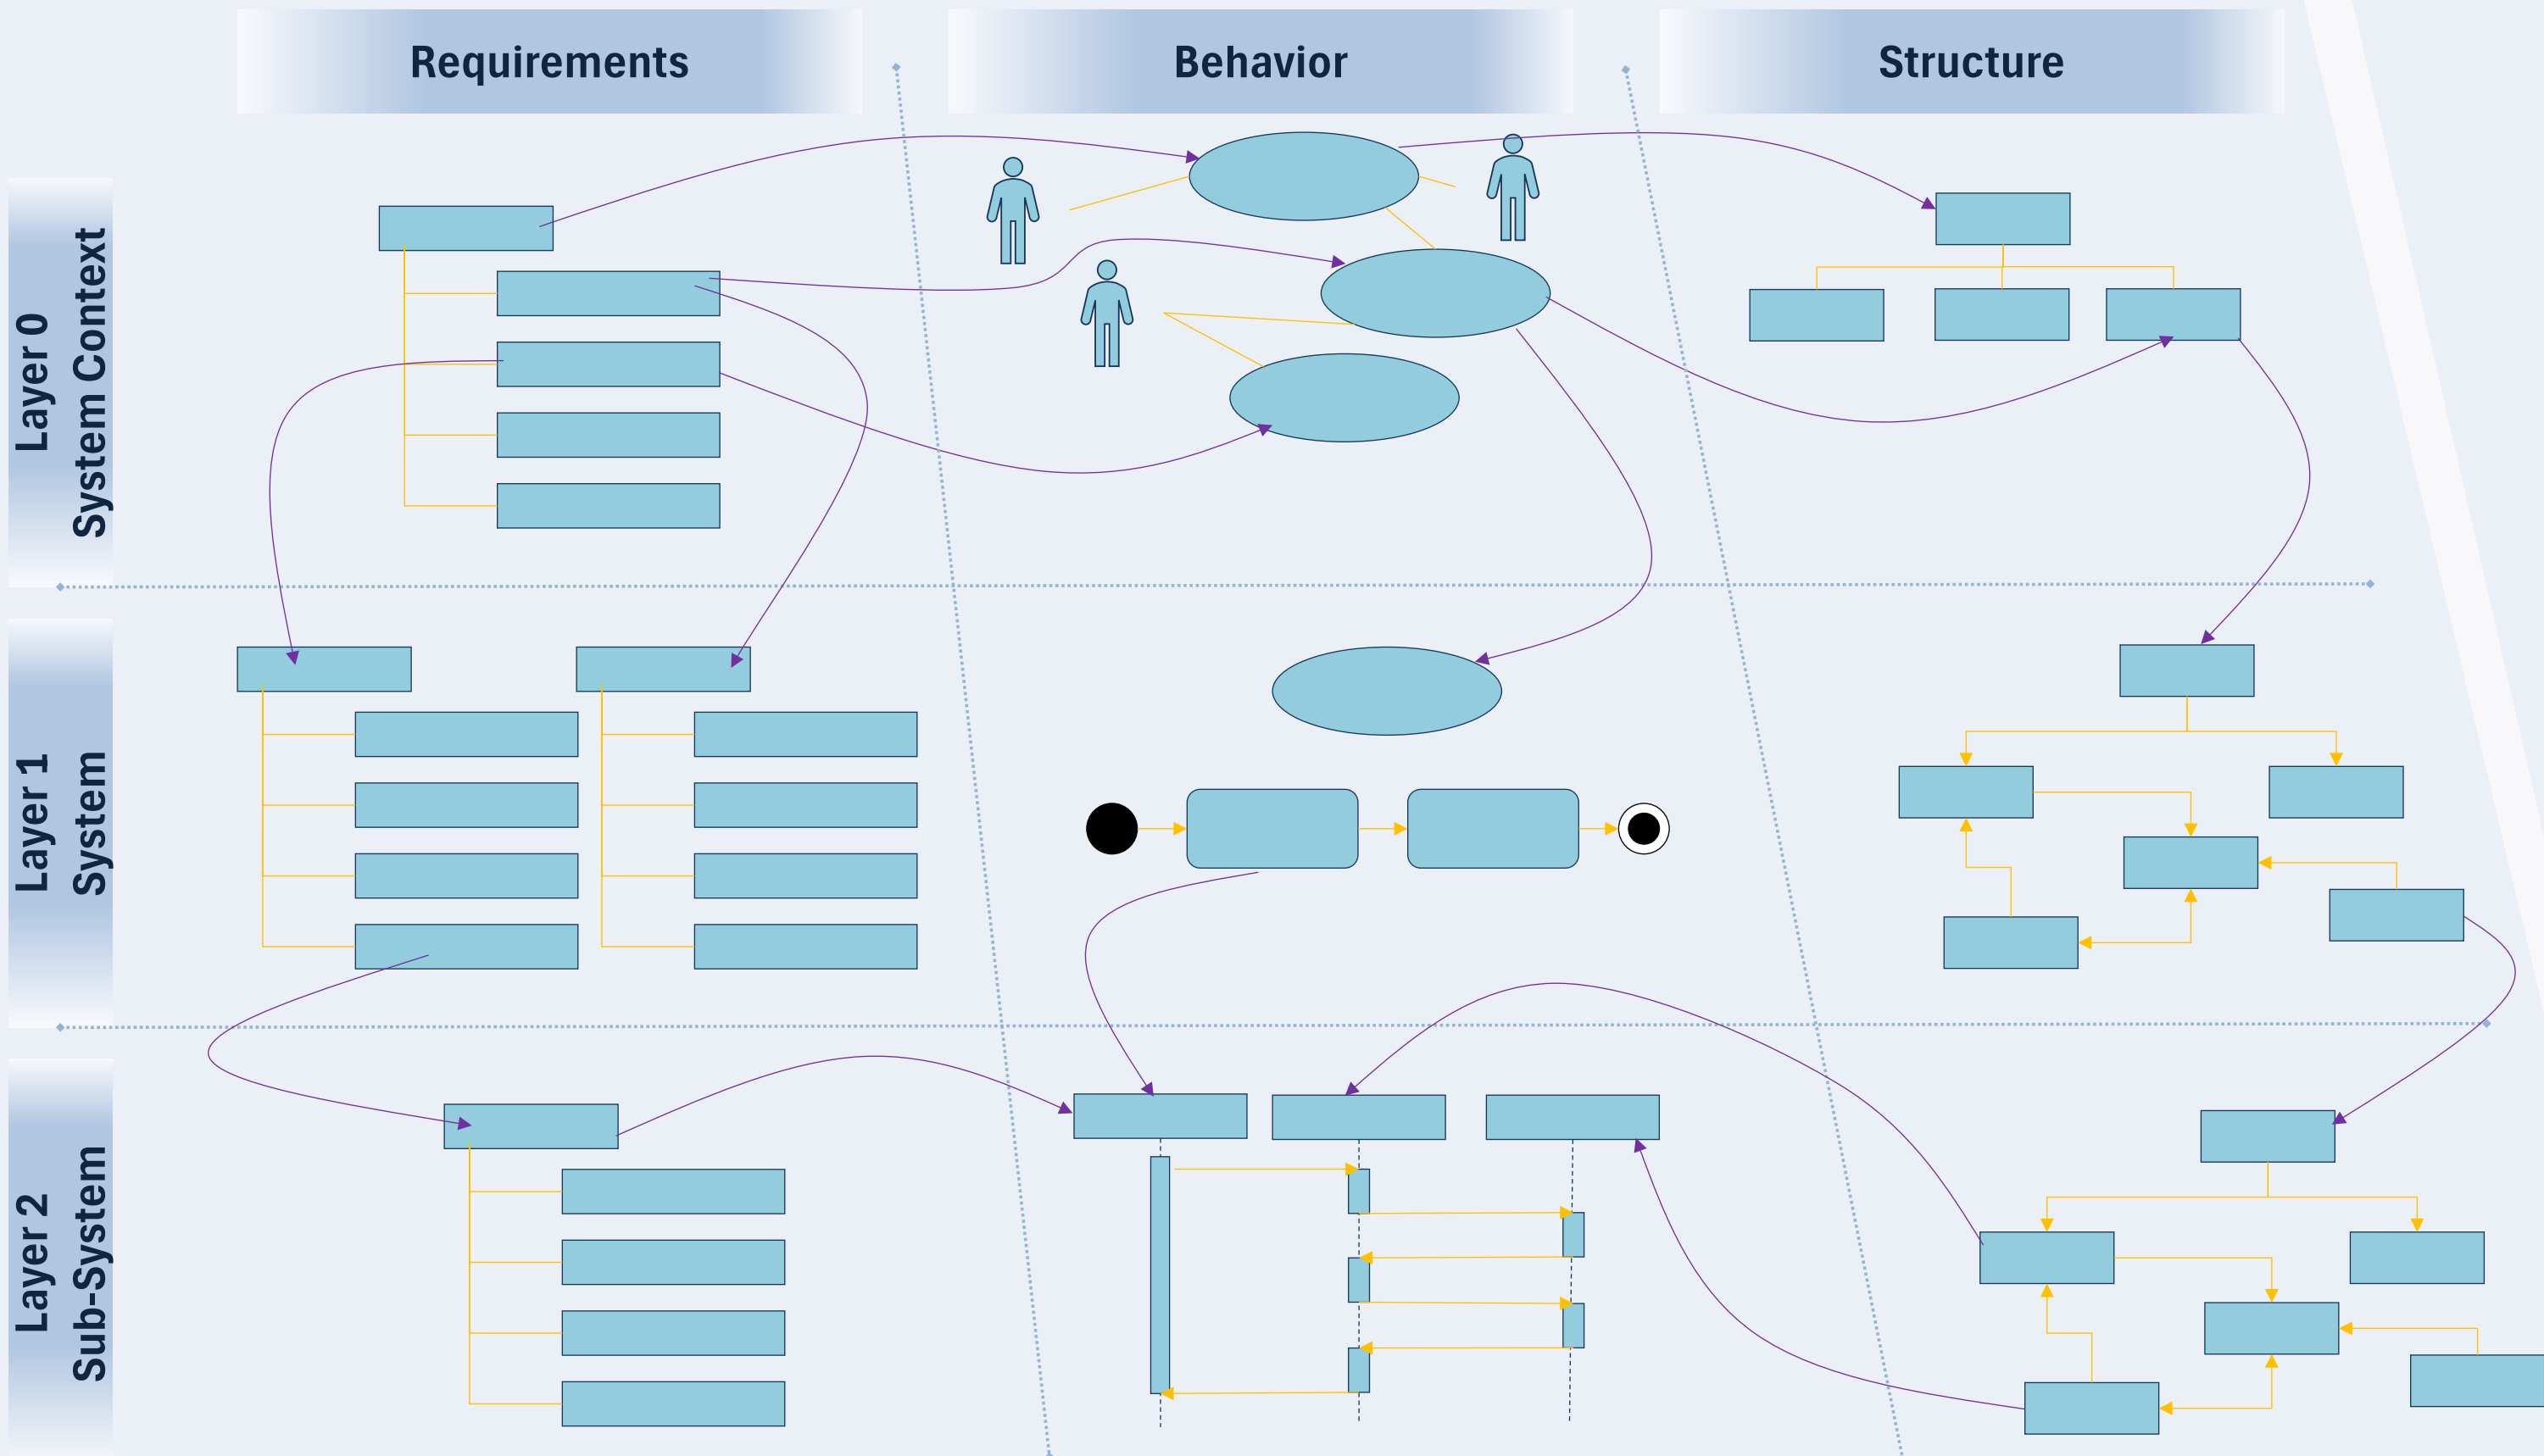 Requirements
Behavior
Structure
Layer 0
System Context
Layer 1
System
Layer 2
Sub-System